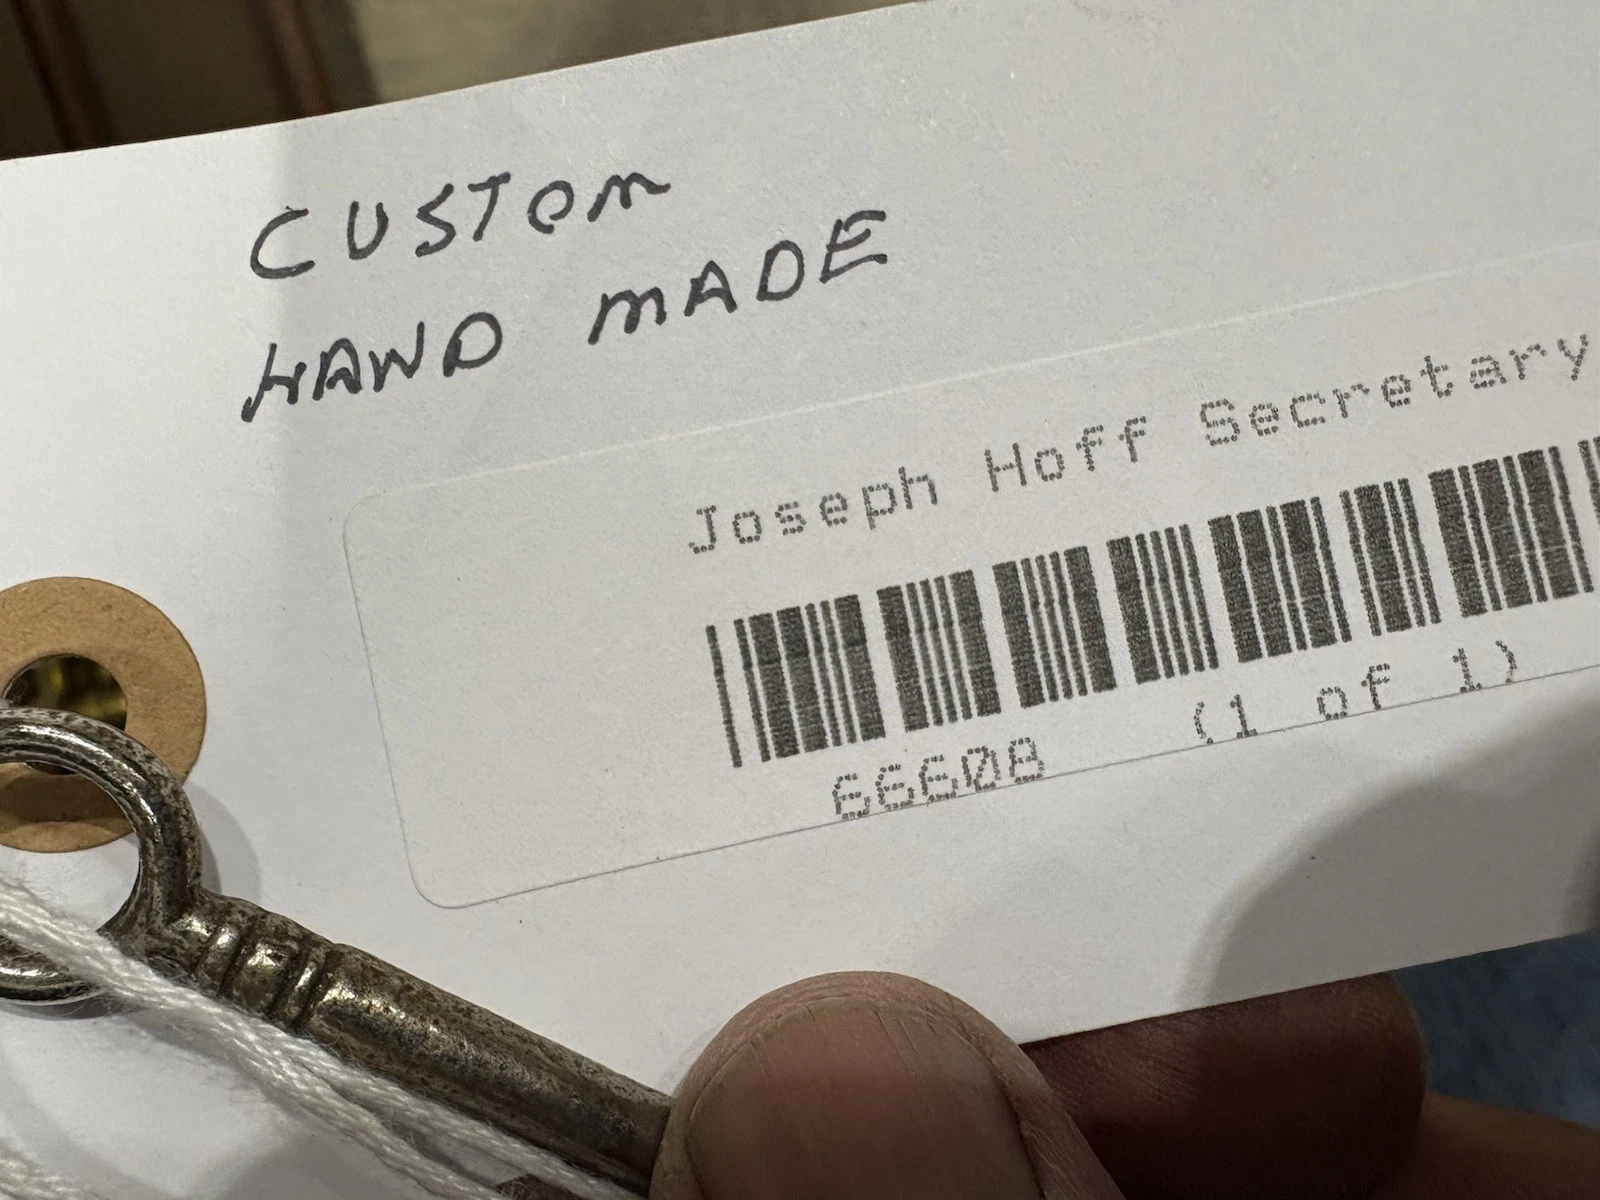 CUSTOM
HAND MADE
Joseph Hoff Secretary
66608 (1 of 1)